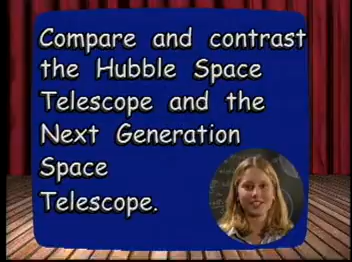 Compare and contrast
the Hubble Space
Telescope and the
Next Generation
Space
Telescope.